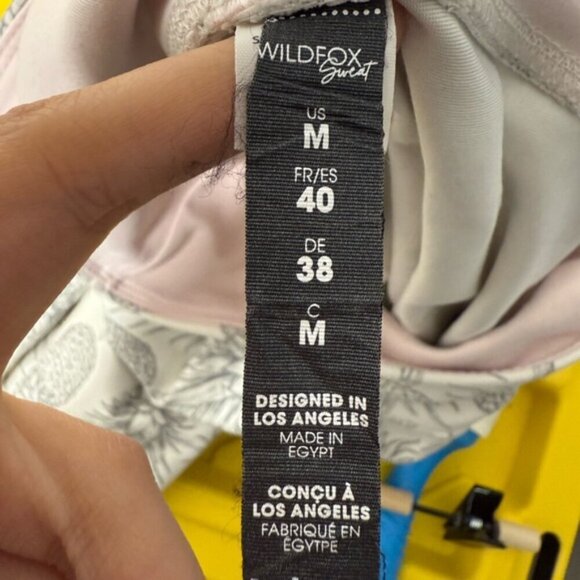 WILDFOX
Sweat
US
M
FR/ES
40
DE
38
C
M
DESIGNED IN
LOS ANGELES
MADE IN
EGYPT
CONÇU À
LOS ANGELES
FABRIQUÉ EN
ÉGYTPE